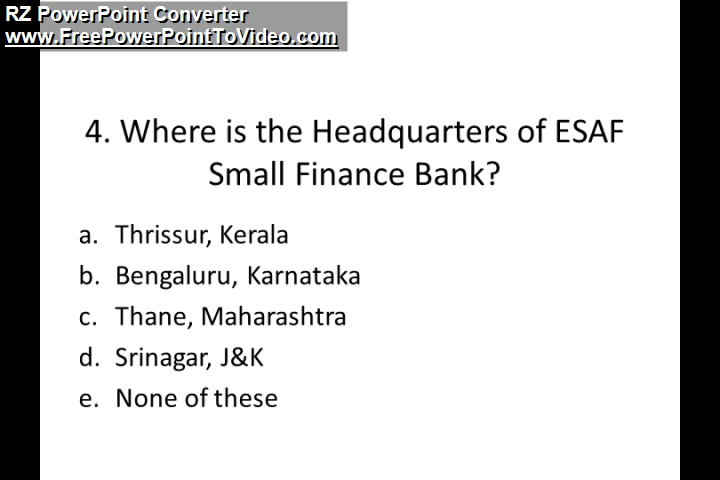 RZ PowerPoint Converter
www.FreePowerPointToVideo.com
4. Where is the Headquarters of ESAF
Small Finance Bank?
a. Thrissur, Kerala
b. Bengaluru, Karnataka
c. Thane, Maharashtra
d. Srinagar, J&K
e. None of these